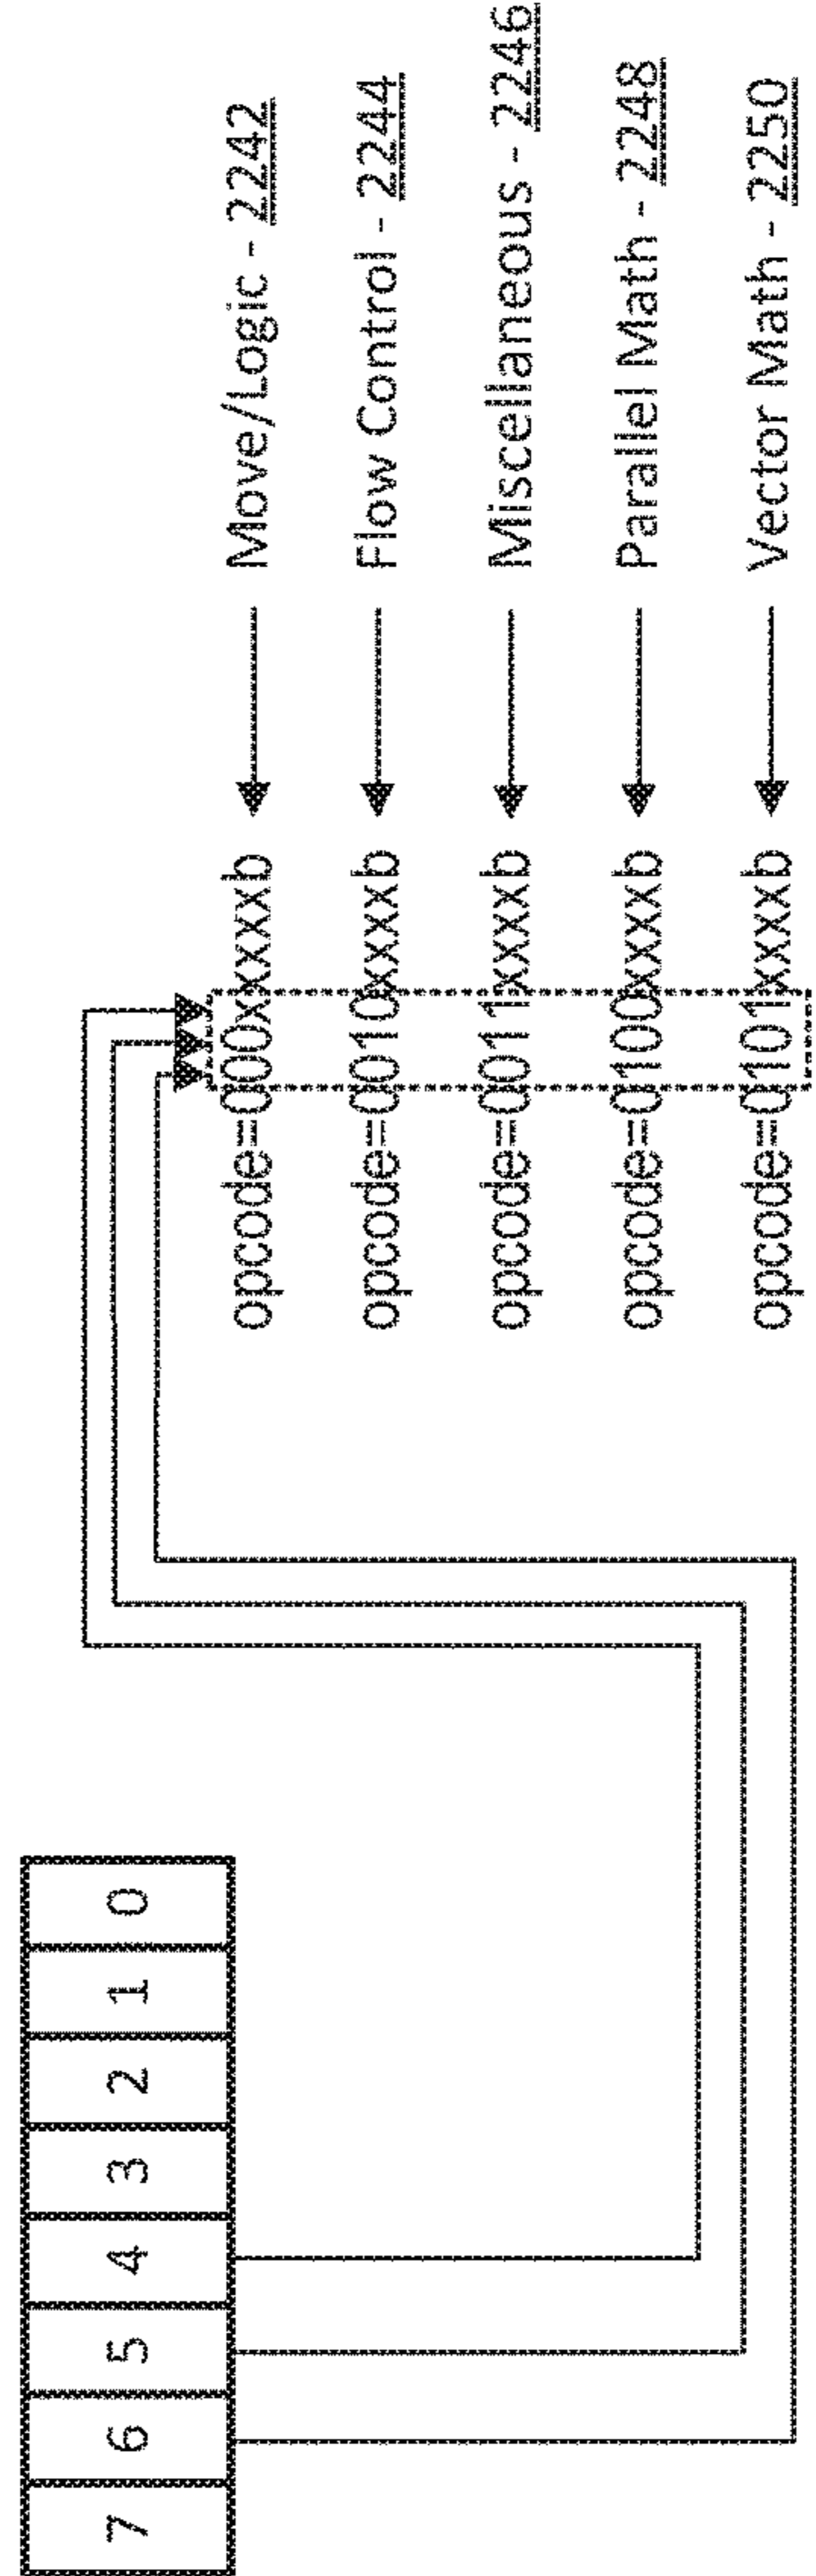 7 6 5 4 3 2 1 0
opcode=000xxxxxb Move/Logic - 2242
opcode=0010xxxxb Flow Control - 2244
opcode=0011xxxxb Miscellaneous - 2246
opcode=0100xxxxb Parallel Math - 2248
opcode=0101xxxxb Vector Math - 2250